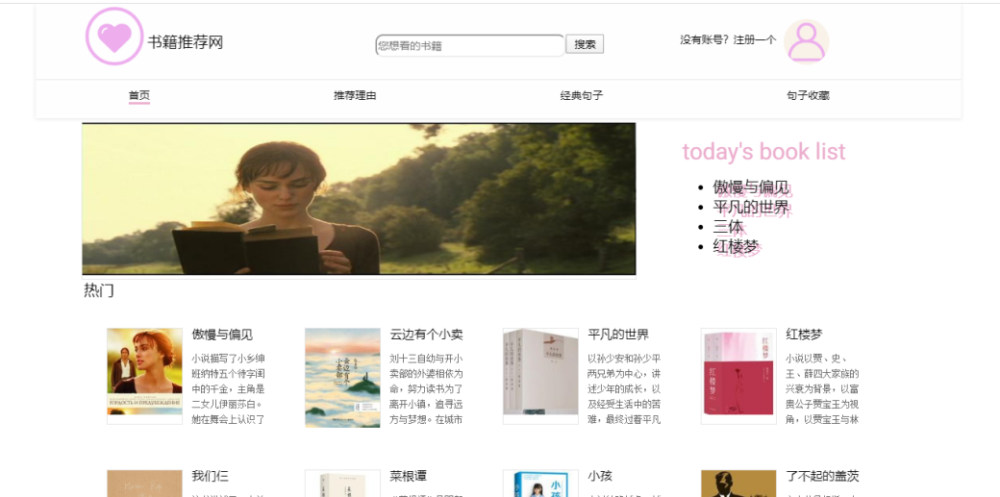 书籍推荐网
您想看的书籍
搜索
没有账号？注册一个
首页
推荐理由
经典句子
句子收藏
today's book list
傲慢与偏见
平凡的世界
三体
红楼梦
热门
傲慢与偏见
小说描写了小乡绅
班纳特五个待字闺
中的千金，主角是
二女儿伊丽莎白。
她在舞会上认识了
云边有个小卖
刘十三自幼与开小
卖部的外婆相依为
命，努力读书为了
离开小镇，追寻远
方与梦想。在城市
平凡的世界
以孙少安和孙少平
两兄弟为中心，讲
述少年的成长，以
及经受生活中的苦
难，最终过着平凡
红楼梦
小说以贾、史、
王、薛四大家族的
兴衰为背景，以富
贵公子贾宝玉为视
角，以贾宝玉与林
我们仨
菜根谭
小孩
了不起的盖茨